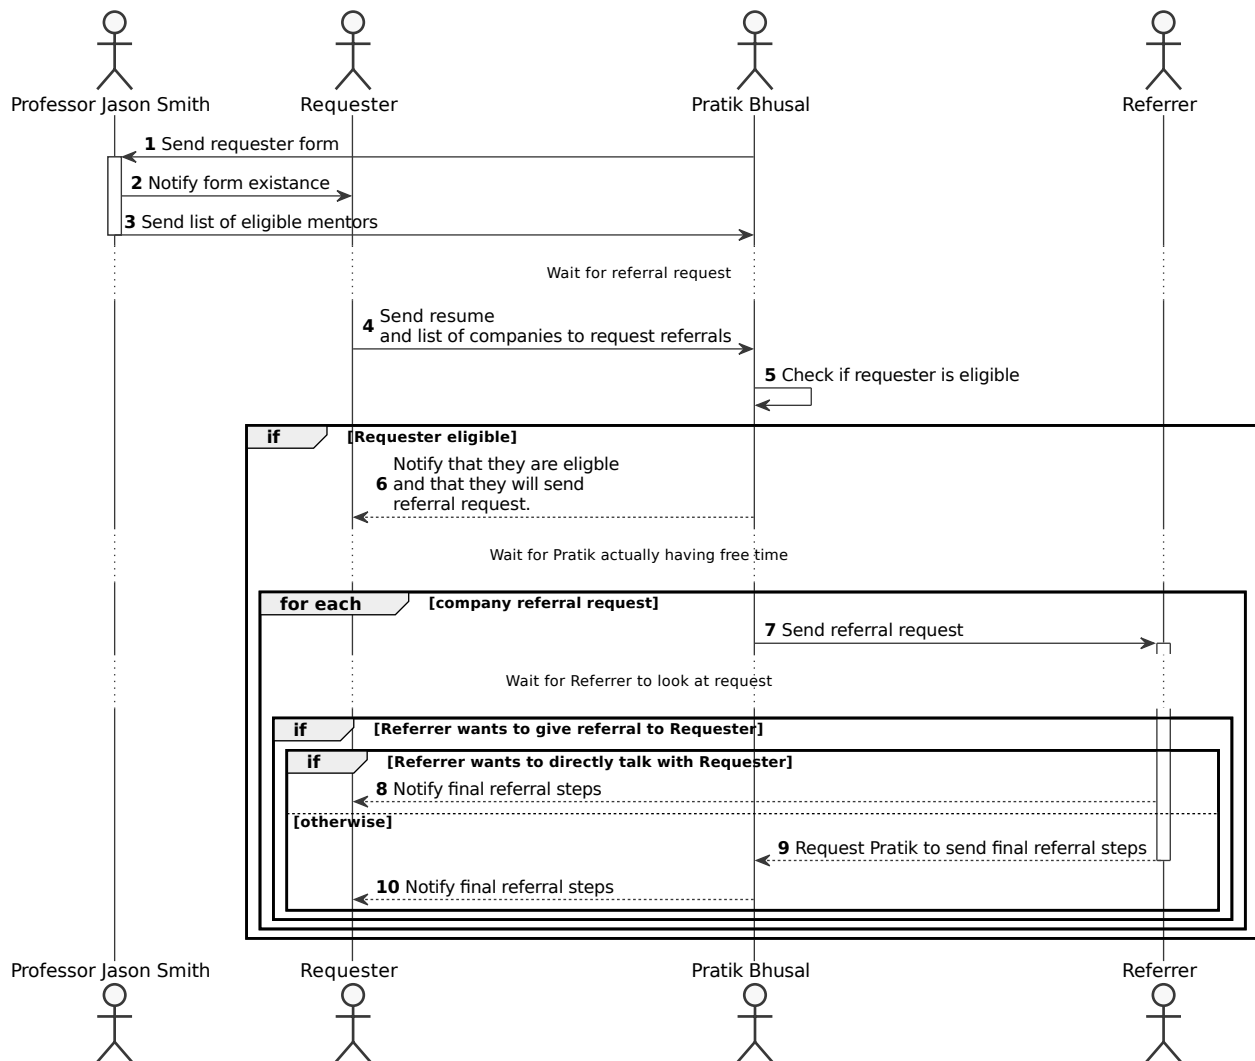 Professor Jason Smith
Requester
Pratik Bhusal
Referrer
1 Send requester form
2 Notify form existance
3 Send list of eligible mentors
Wait for referral request
4 Send resume
and list of companies to request referrals
5 Check if requester is eligible
if [Requester eligible]
Notify that they are eligble
6 and that they will send
referral request.
Wait for Pratik actually having free time
for each [company referral request]
7 Send referral request
Wait for Referrer to look at request
if [Referrer wants to give referral to Requester]
if [Referrer wants to directly talk with Requester]
8 Notify final referral steps
[otherwise]
9 Request Pratik to send final referral steps
10 Notify final referral steps
Professor Jason Smith
Requester
Pratik Bhusal
Referrer